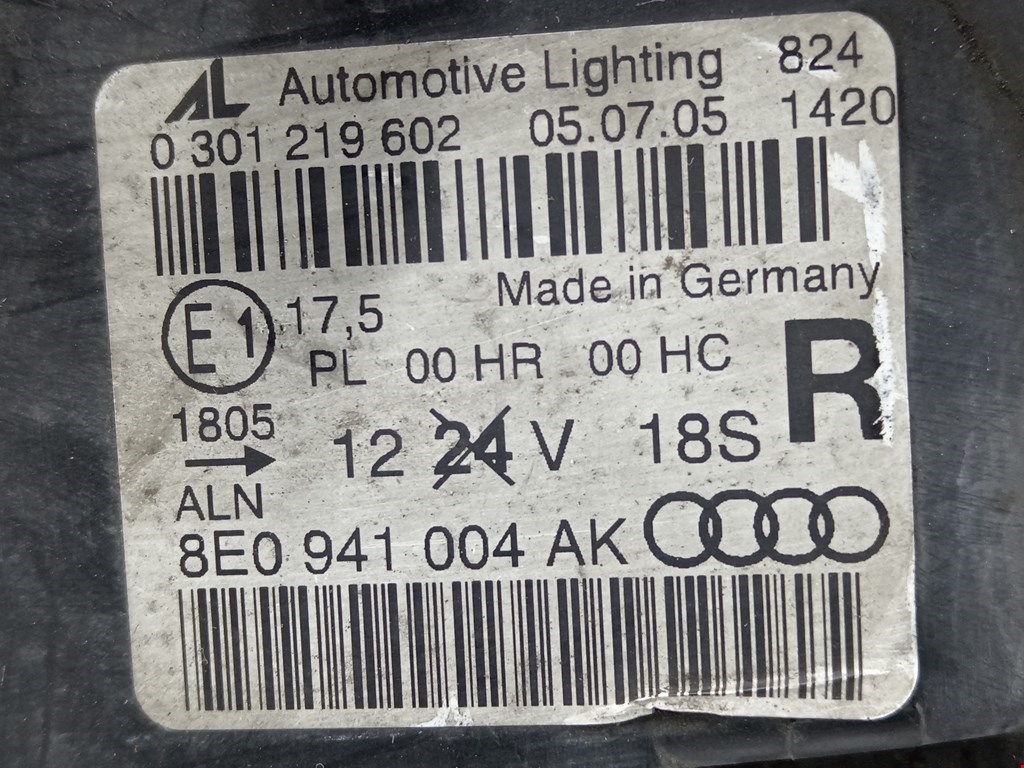 AL Automotive Lighting 824
0 301 219 602 05.07.05 1420
Made in Germany
E1 17,5
PL 00 HR 00 HC R
1805
12 24 V 18S
ALN
8E0 941 004 AK